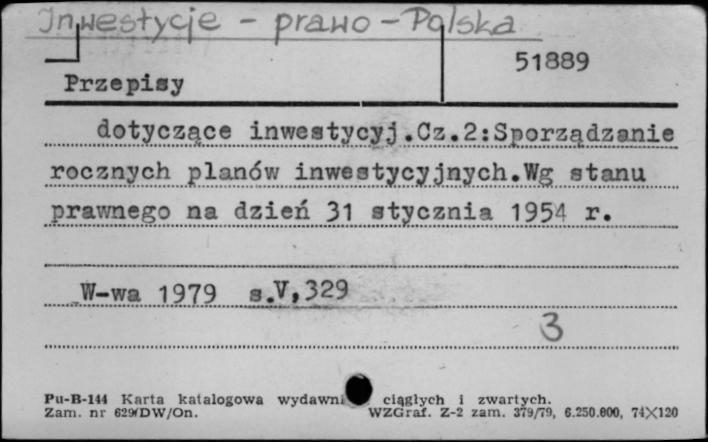 Inwestycje - prawo - Polska
51889
Przepisy
dotyczące inwestycyj.Cz.2:Sporządzanie
rocznych planów inwestycyjnych.Wg stanu
prawnego na dzień 31 stycznia 1954 r.
W-wa 1979 s.V,329
3
Pu-B-144 Karta katalogowa wydawni ciągłych i zwartych.
Zam. nr 629/DW/On. WZGraf. Z-2 zam. 379/79, 6.250.000, 74X120